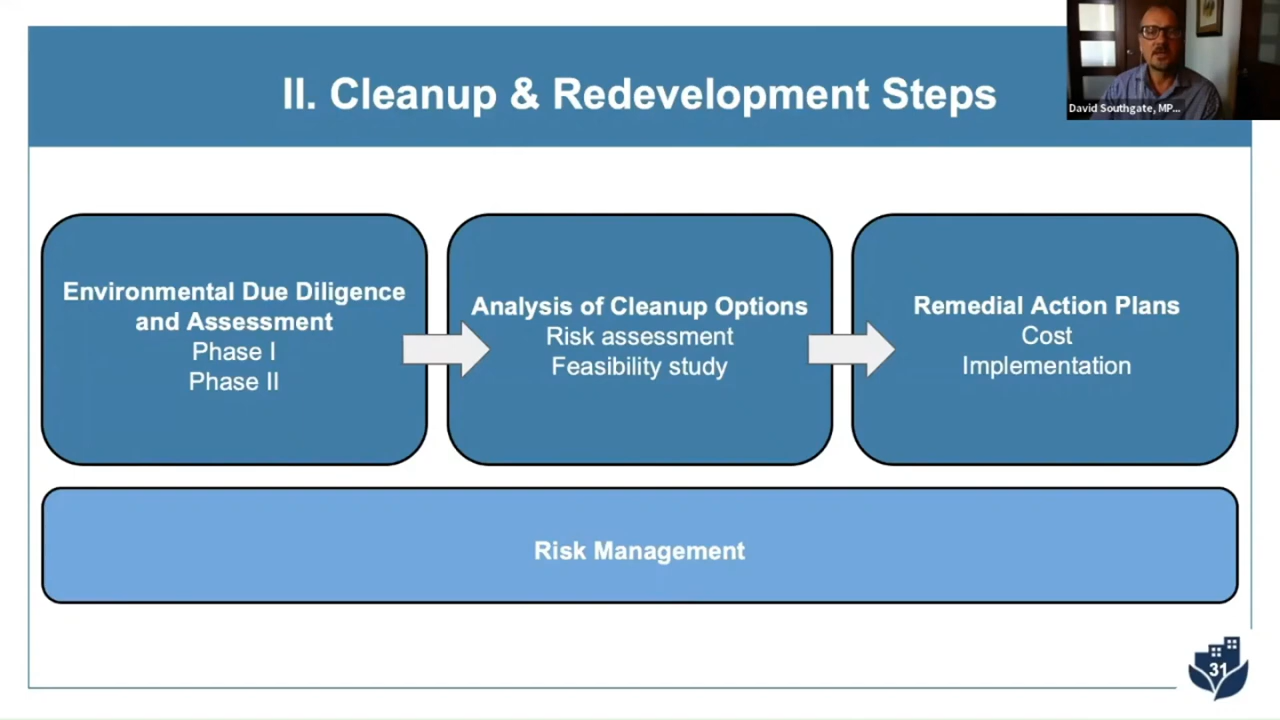 II. Cleanup & Redevelopment Steps
David Southgate, MP...
Environmental Due Diligence
and Assessment
Phase I
Phase II
Analysis of Cleanup Options
Risk assessment
Feasibility study
Remedial Action Plans
Cost
Implementation
Risk Management
31